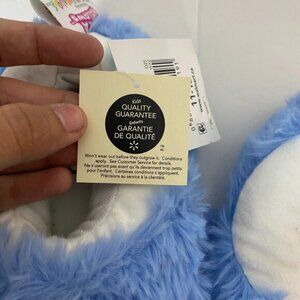 Kids
QUALITY
GUARANTEE
Enfants
GARANTIE
DE QUALITÉ
Won't wear out before they outgrow it. Conditions
apply. See Customer Service for details.
Ne s'useront pas avant qu'ils deviennent trop petits
pour l'enfant. Certaines conditions s'appliquent.
Précisions au service à la clientèle.